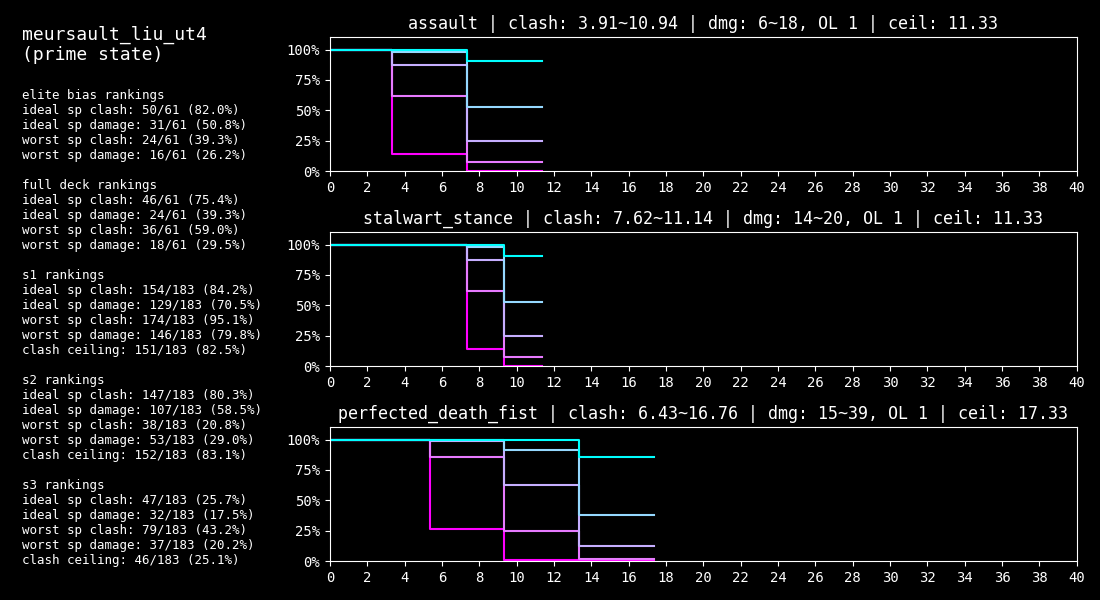 meursault_liu_ut4
(prime state)
elite bias rankings
ideal sp clash: 50/61 (82.0%)
ideal sp damage: 31/61 (50.8%)
worst sp clash: 24/61 (39.3%)
worst sp damage: 16/61 (26.2%)
full deck rankings
ideal sp clash: 46/61 (75.4%)
ideal sp damage: 24/61 (39.3%)
worst sp clash: 36/61 (59.0%)
worst sp damage: 18/61 (29.5%)
s1 rankings
ideal sp clash: 154/183 (84.2%)
ideal sp damage: 129/183 (70.5%)
worst sp clash: 174/183 (95.1%)
worst sp damage: 146/183 (79.8%)
clash ceiling: 151/183 (82.5%)
s2 rankings
ideal sp clash: 147/183 (80.3%)
ideal sp damage: 107/183 (58.5%)
worst sp clash: 38/183 (20.8%)
worst sp damage: 53/183 (29.0%)
clash ceiling: 152/183 (83.1%)
s3 rankings
ideal sp clash: 47/183 (25.7%)
ideal sp damage: 32/183 (17.5%)
worst sp clash: 79/183 (43.2%)
worst sp damage: 37/183 (20.2%)
clash ceiling: 46/183 (25.1%)
assault | clash: 3.91~10.94 | dmg: 6~18, OL 1 | ceil: 11.33
100%
75%
50%
25%
0%
0 2 4 6 8 10 12 14 16 18 20 22 24 26 28 30 32 34 36 38 40
stalwart_stance | clash: 7.62~11.14 | dmg: 14~20, OL 1 | ceil: 11.33
100%
75%
50%
25%
0%
0 2 4 6 8 10 12 14 16 18 20 22 24 26 28 30 32 34 36 38 40
perfected_death_fist | clash: 6.43~16.76 | dmg: 15~39, OL 1 | ceil: 17.33
100%
75%
50%
25%
0%
0 2 4 6 8 10 12 14 16 18 20 22 24 26 28 30 32 34 36 38 40